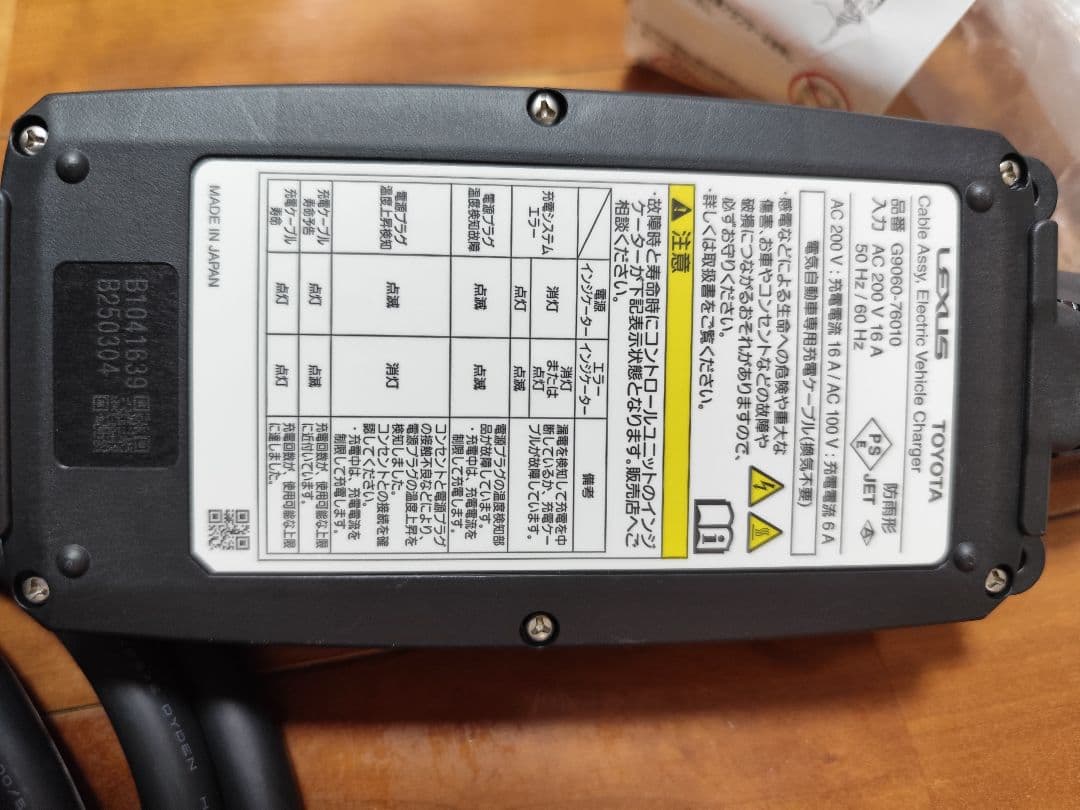 LEXUS TOYOTA
Cable Assy, Electric Vehicle Charger
品番 G9060-76010
入力 AC 200 V 16 A
50 Hz / 60 Hz
PS
E
JET
防雨形
AC 200 V : 充電電流 16 A / AC 100 V : 充電電流 6 A
電気自動車専用充電ケーブル(換気不要)
・感電などによる生命への危険や重大な
傷害、お車やコンセントなどの故障や
破損につながるおそれがありますので、
必ずお守りください。
・詳しくは取扱書をご覧ください。
注意
・故障時と寿命時にコントロールユニットのインジ
ケーターが下記表示状態となります。販売店へご
相談ください。
電源
インジケーター
エラー
インジケーター
備考
充電システム
エラー
消灯
消灯
または
点灯
漏電を検知して充電を中
断しているか、充電ケー
ブルが故障しています。
点灯
点滅
電源プラグ
温度検知故障
点滅
点滅
電源プラグの温度検知部
品が故障しています。
・充電中は、充電電流を
制限して充電します。
電源プラグ
温度上昇検知
点滅
消灯
コンセントと電源プラグ
の接触不良などにより、
電源プラグの温度上昇を
検知しました。
コンセントとの接続を確
認してください。
・充電中は、充電電流を
制限して充電します。
充電ケーブル
寿命予告
点灯
点滅
充電回数が、使用可能な上限
に近付いています。
充電ケーブル
寿命
点灯
点灯
充電回数が、使用可能な上限
に達しました。
MADE IN JAPAN
B1041639
B250304
RYDEN